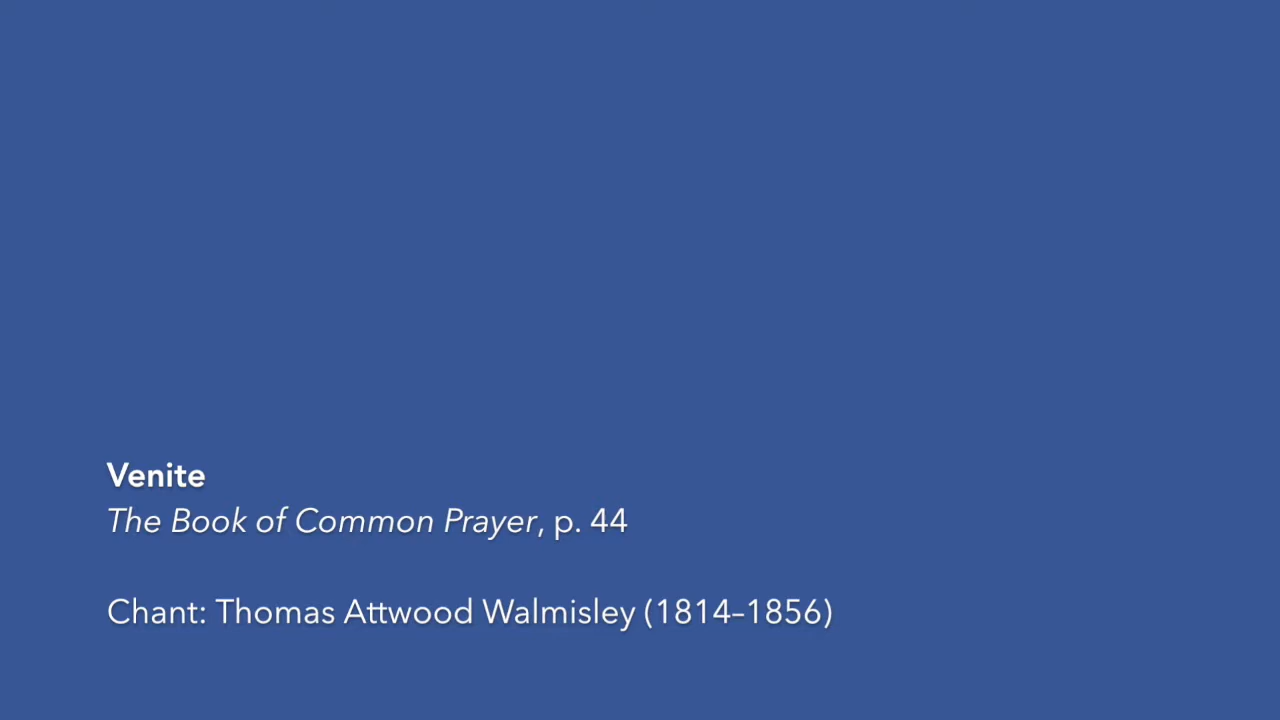 Venite
The Book of Common Prayer, p. 44
Chant: Thomas Attwood Walmisley (1814–1856)